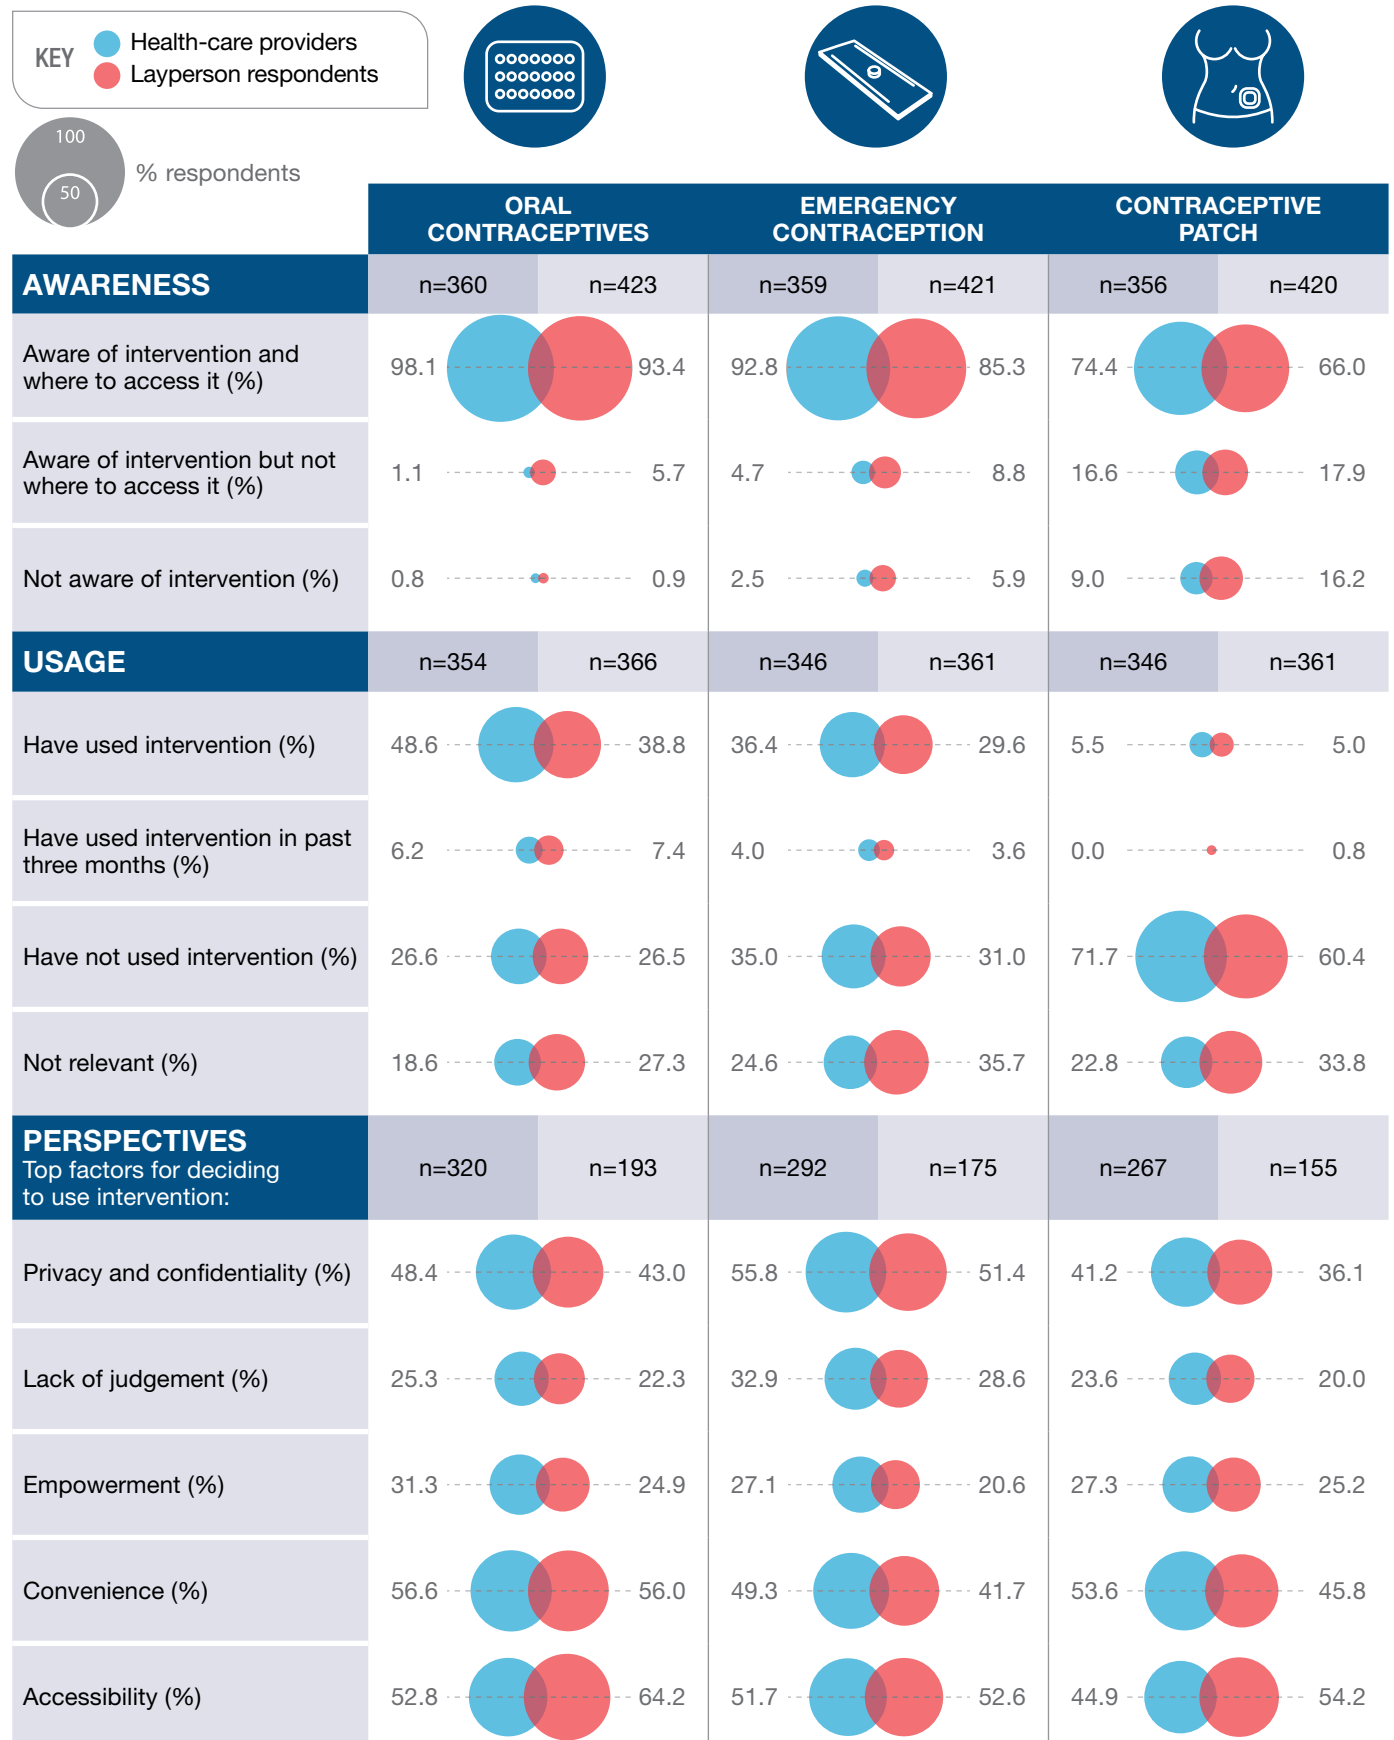 KEY
Health-care providers
Layperson respondents
100
50
% respondents
ORAL
CONTRACEPTIVES
EMERGENCY
CONTRACEPTION
CONTRACEPTIVE
PATCH
AWARENESS
n=360 n=423 n=359 n=421 n=356 n=420
Aware of intervention and
where to access it (%)
98.1 93.4 92.8 85.3 74.4 66.0
Aware of intervention but not
where to access it (%)
1.1 5.7 4.7 8.8 16.6 17.9
Not aware of intervention (%) 0.8 0.9 2.5 5.9 9.0 16.2
USAGE n=354 n=366 n=346 n=361 n=346 n=361
Have used intervention (%) 48.6 38.8 36.4 29.6 5.5 5.0
Have used intervention in past
three months (%)
6.2 7.4 4.0 3.6 0.0 0.8
Have not used intervention (%) 26.6 26.5 35.0 31.0 71.7 60.4
Not relevant (%) 18.6 27.3 24.6 35.7 22.8 33.8
PERSPECTIVES
Top factors for deciding
to use intervention:
n=320 n=193 n=292 n=175 n=267 n=155
Privacy and confidentiality (%) 48.4 43.0 55.8 51.4 41.2 36.1
Lack of judgement (%) 25.3 22.3 32.9 28.6 23.6 20.0
Empowerment (%) 31.3 24.9 27.1 20.6 27.3 25.2
Convenience (%) 56.6 56.0 49.3 41.7 53.6 45.8
Accessibility (%) 52.8 64.2 51.7 52.6 44.9 54.2